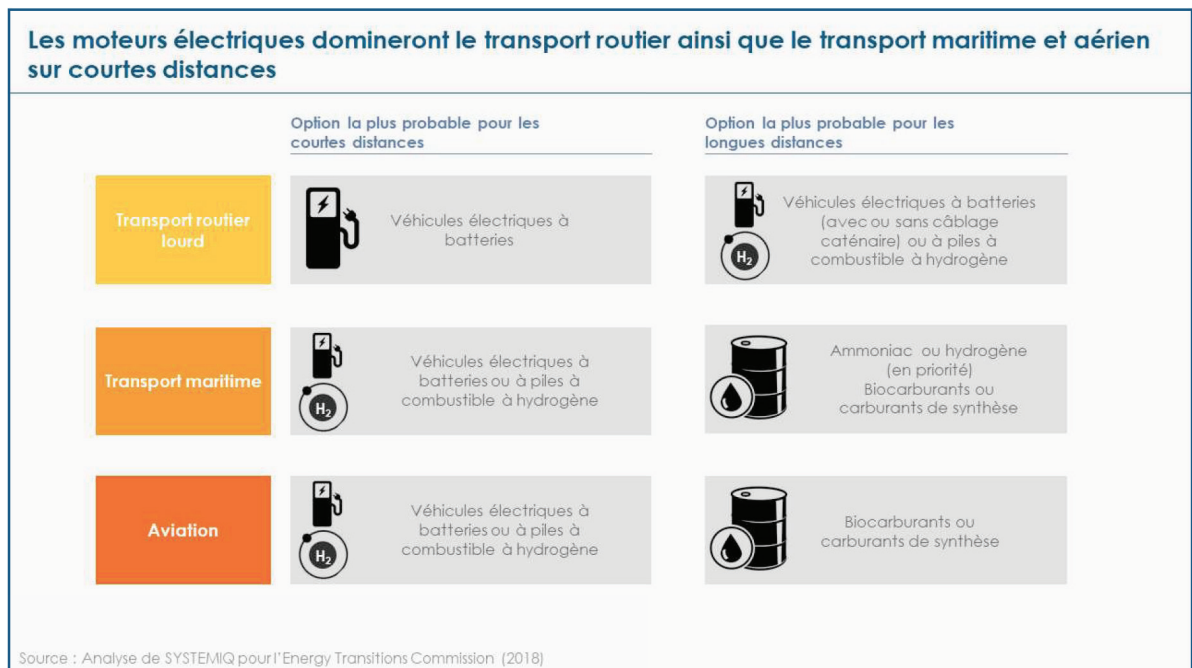 Les moteurs électriques domineront le transport routier ainsi que le transport maritime et aérien
sur courtes distances
Option la plus probable pour les
courtes distances
Option la plus probable pour les
longues distances
Transport routier
lourd
Véhicules électriques à
batteries
H2
Véhicules électriques à batteries
(avec ou sans câblage
caténaire) ou à piles à
combustible à hydrogène
Transport maritime
H2
Véhicules électriques à
batteries ou à piles à
combustible à hydrogène
Ammoniac ou hydrogène
(en priorité)
Biocarburants ou
carburants de synthèse
Aviation
H2
Véhicules électriques à
batteries ou à piles à
combustible à hydrogène
Biocarburants ou
carburants de synthèse
Source : Analyse de SYSTEMIQ pour l'Energy Transitions Commission (2018)